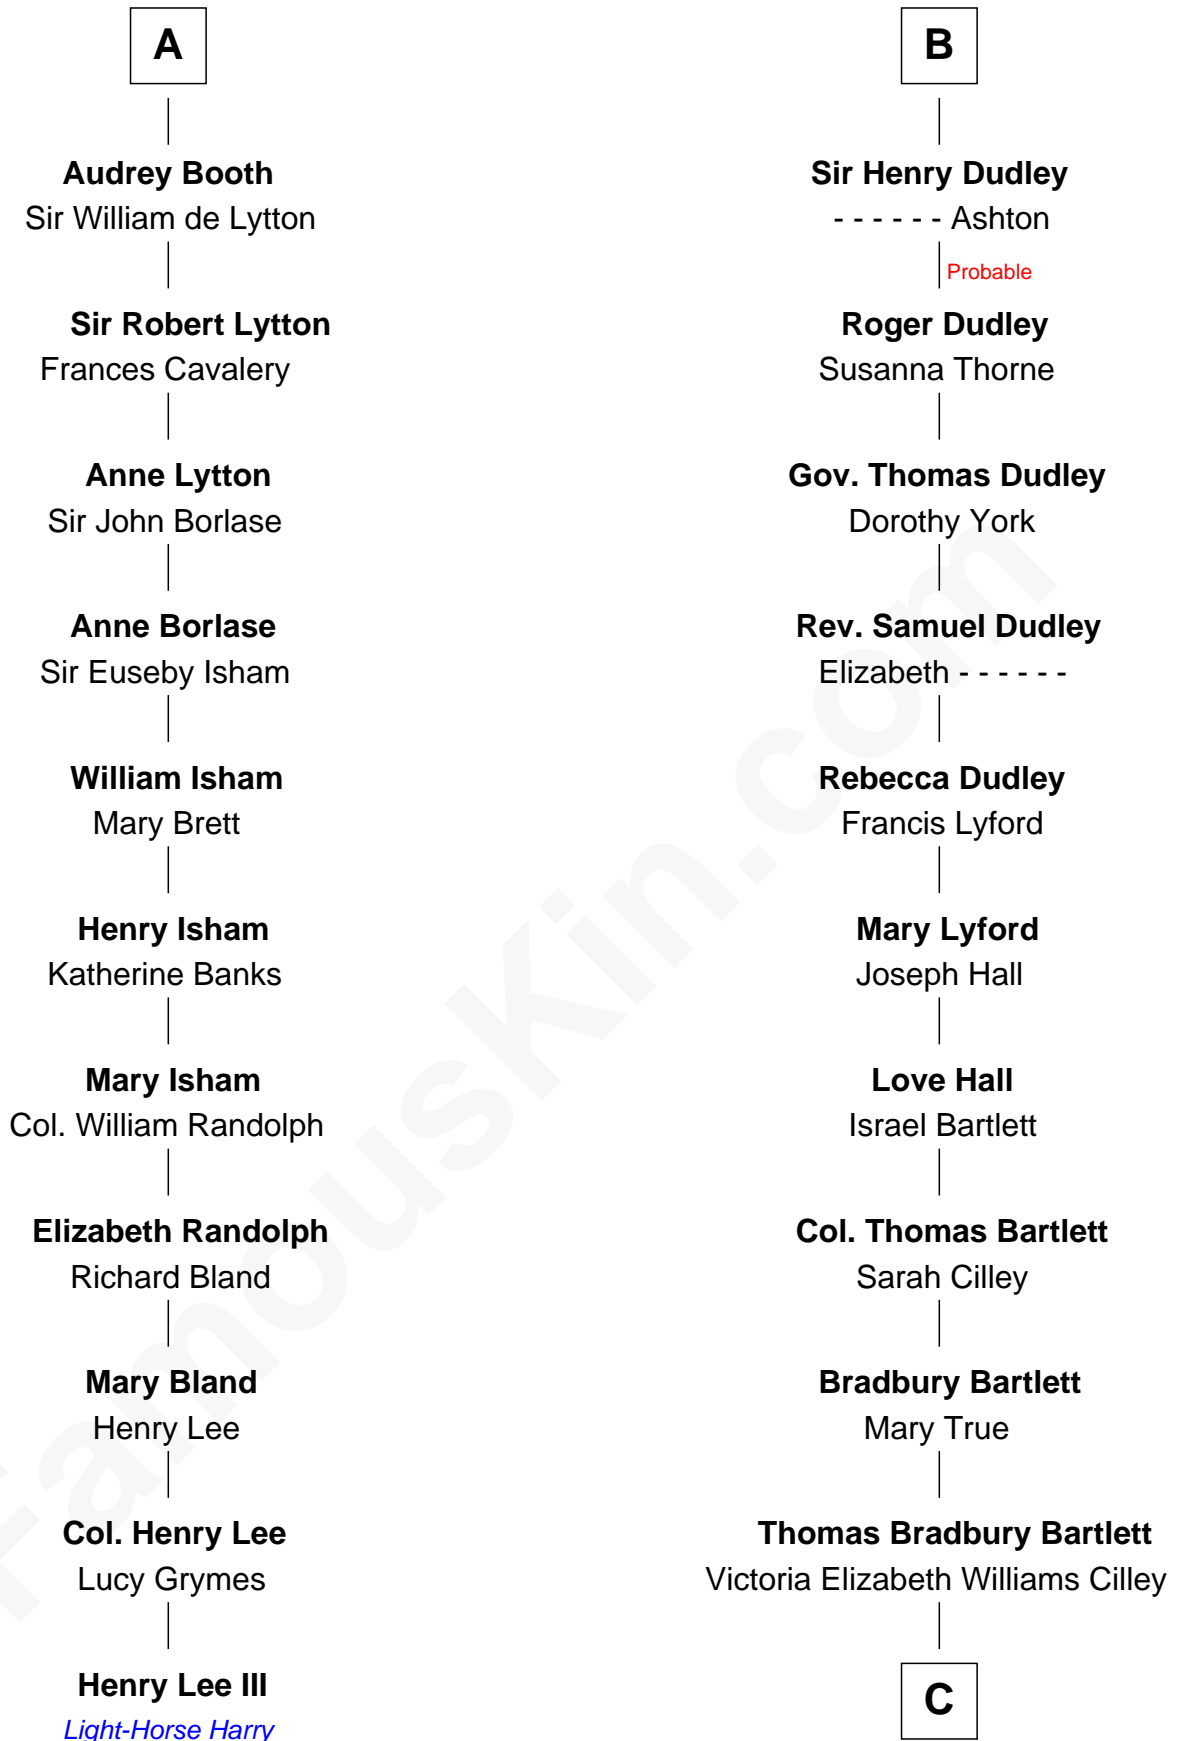 A
Audrey Booth
Sir William de Lytton
Sir Robert Lytton
Frances Cavalery
Anne Lytton
Sir John Borlase
Anne Borlase
Sir Euseby Isham
William Isham
Mary Brett
Henry Isham
Katherine Banks
Mary Isham
Col. William Randolph
Elizabeth Randolph
Richard Bland
Mary Bland
Henry Lee
Col. Henry Lee
Lucy Grymes
Henry Lee III
Light-Horse Harry
B
Sir Henry Dudley
- - - - - - Ashton
Probable
Roger Dudley
Susanna Thorne
Gov. Thomas Dudley
Dorothy York
Rev. Samuel Dudley
Elizabeth - - - - - -
Rebecca Dudley
Francis Lyford
Mary Lyford
Joseph Hall
Love Hall
Israel Bartlett
Col. Thomas Bartlett
Sarah Cilley
Bradbury Bartlett
Mary True
Thomas Bradbury Bartlett
Victoria Elizabeth Williams Cilley
C
FamousKin.com